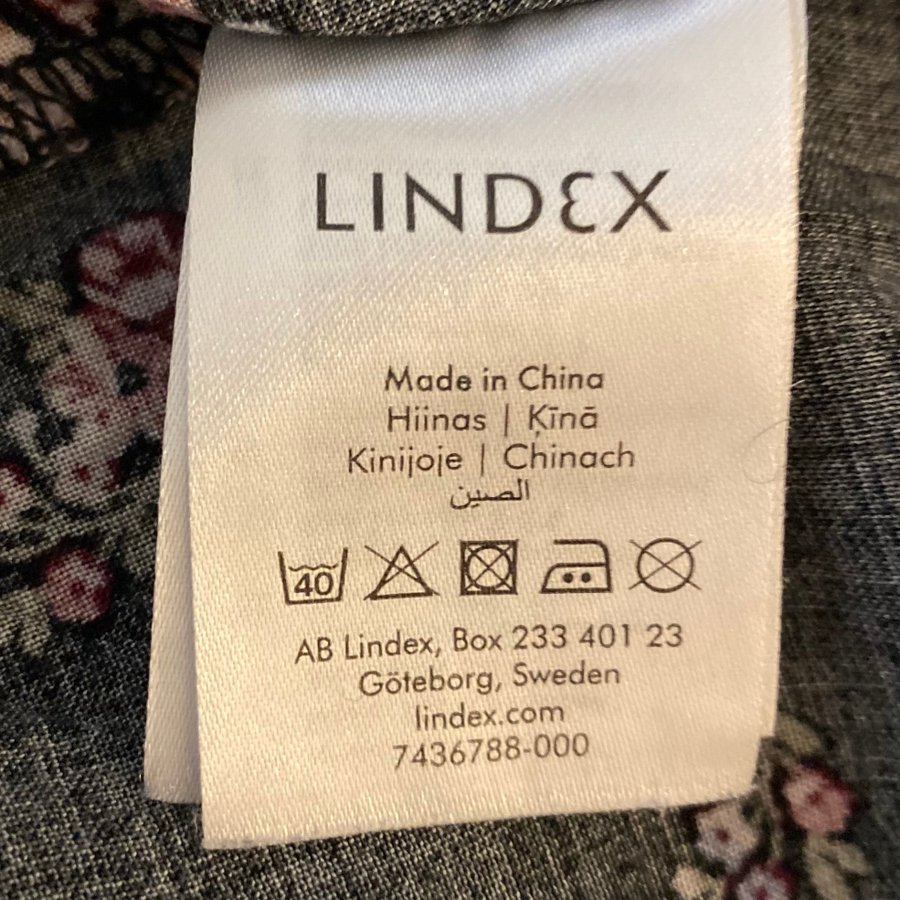 LINDEX
Made in China
Hiinas | Ķīnā
Kinijoje | Chinach
الصين
40
AB Lindex, Box 233 401 23
Göteborg, Sweden
lindex.com
7436788-000